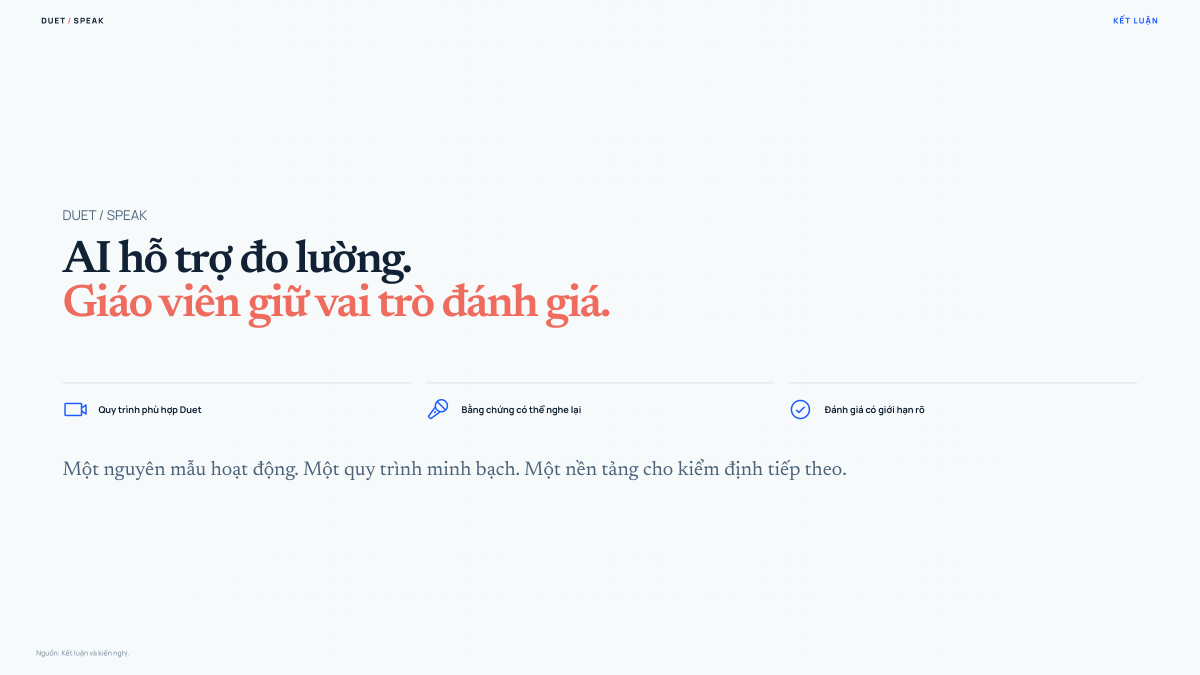 DUET / SPEAK
KẾT LUẬN
DUET / SPEAK
AI hỗ trợ đo lường.
Giáo viên giữ vai trò đánh giá.
Quy trình phù hợp Duet
Bằng chứng có thể nghe lại
Đánh giá có giới hạn rõ
Một nguyên mẫu hoạt động. Một quy trình minh bạch. Một nền tảng cho kiểm định tiếp theo.
Nguồn: Kết luận và kiến nghị.